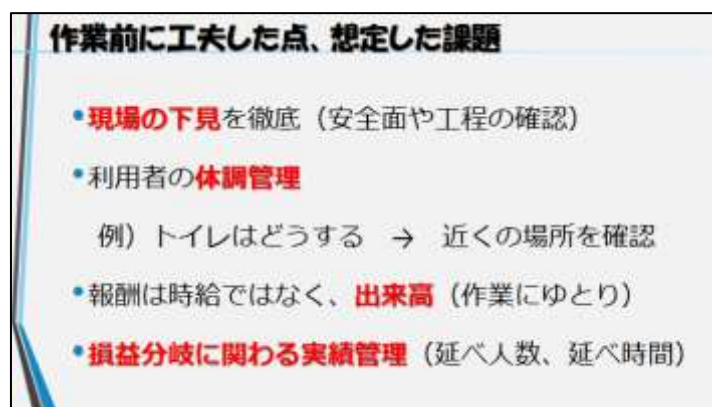 作業前に工夫した点、想定した課題
•現場の下見を徹底（安全面や工程の確認）
•利用者の体調管理
例）トイレはどうする　→　近くの場所を確認
•報酬は時給ではなく、出来高（作業にゆとり）
•損益分岐に関わる実績管理（延べ人数、延べ時間）